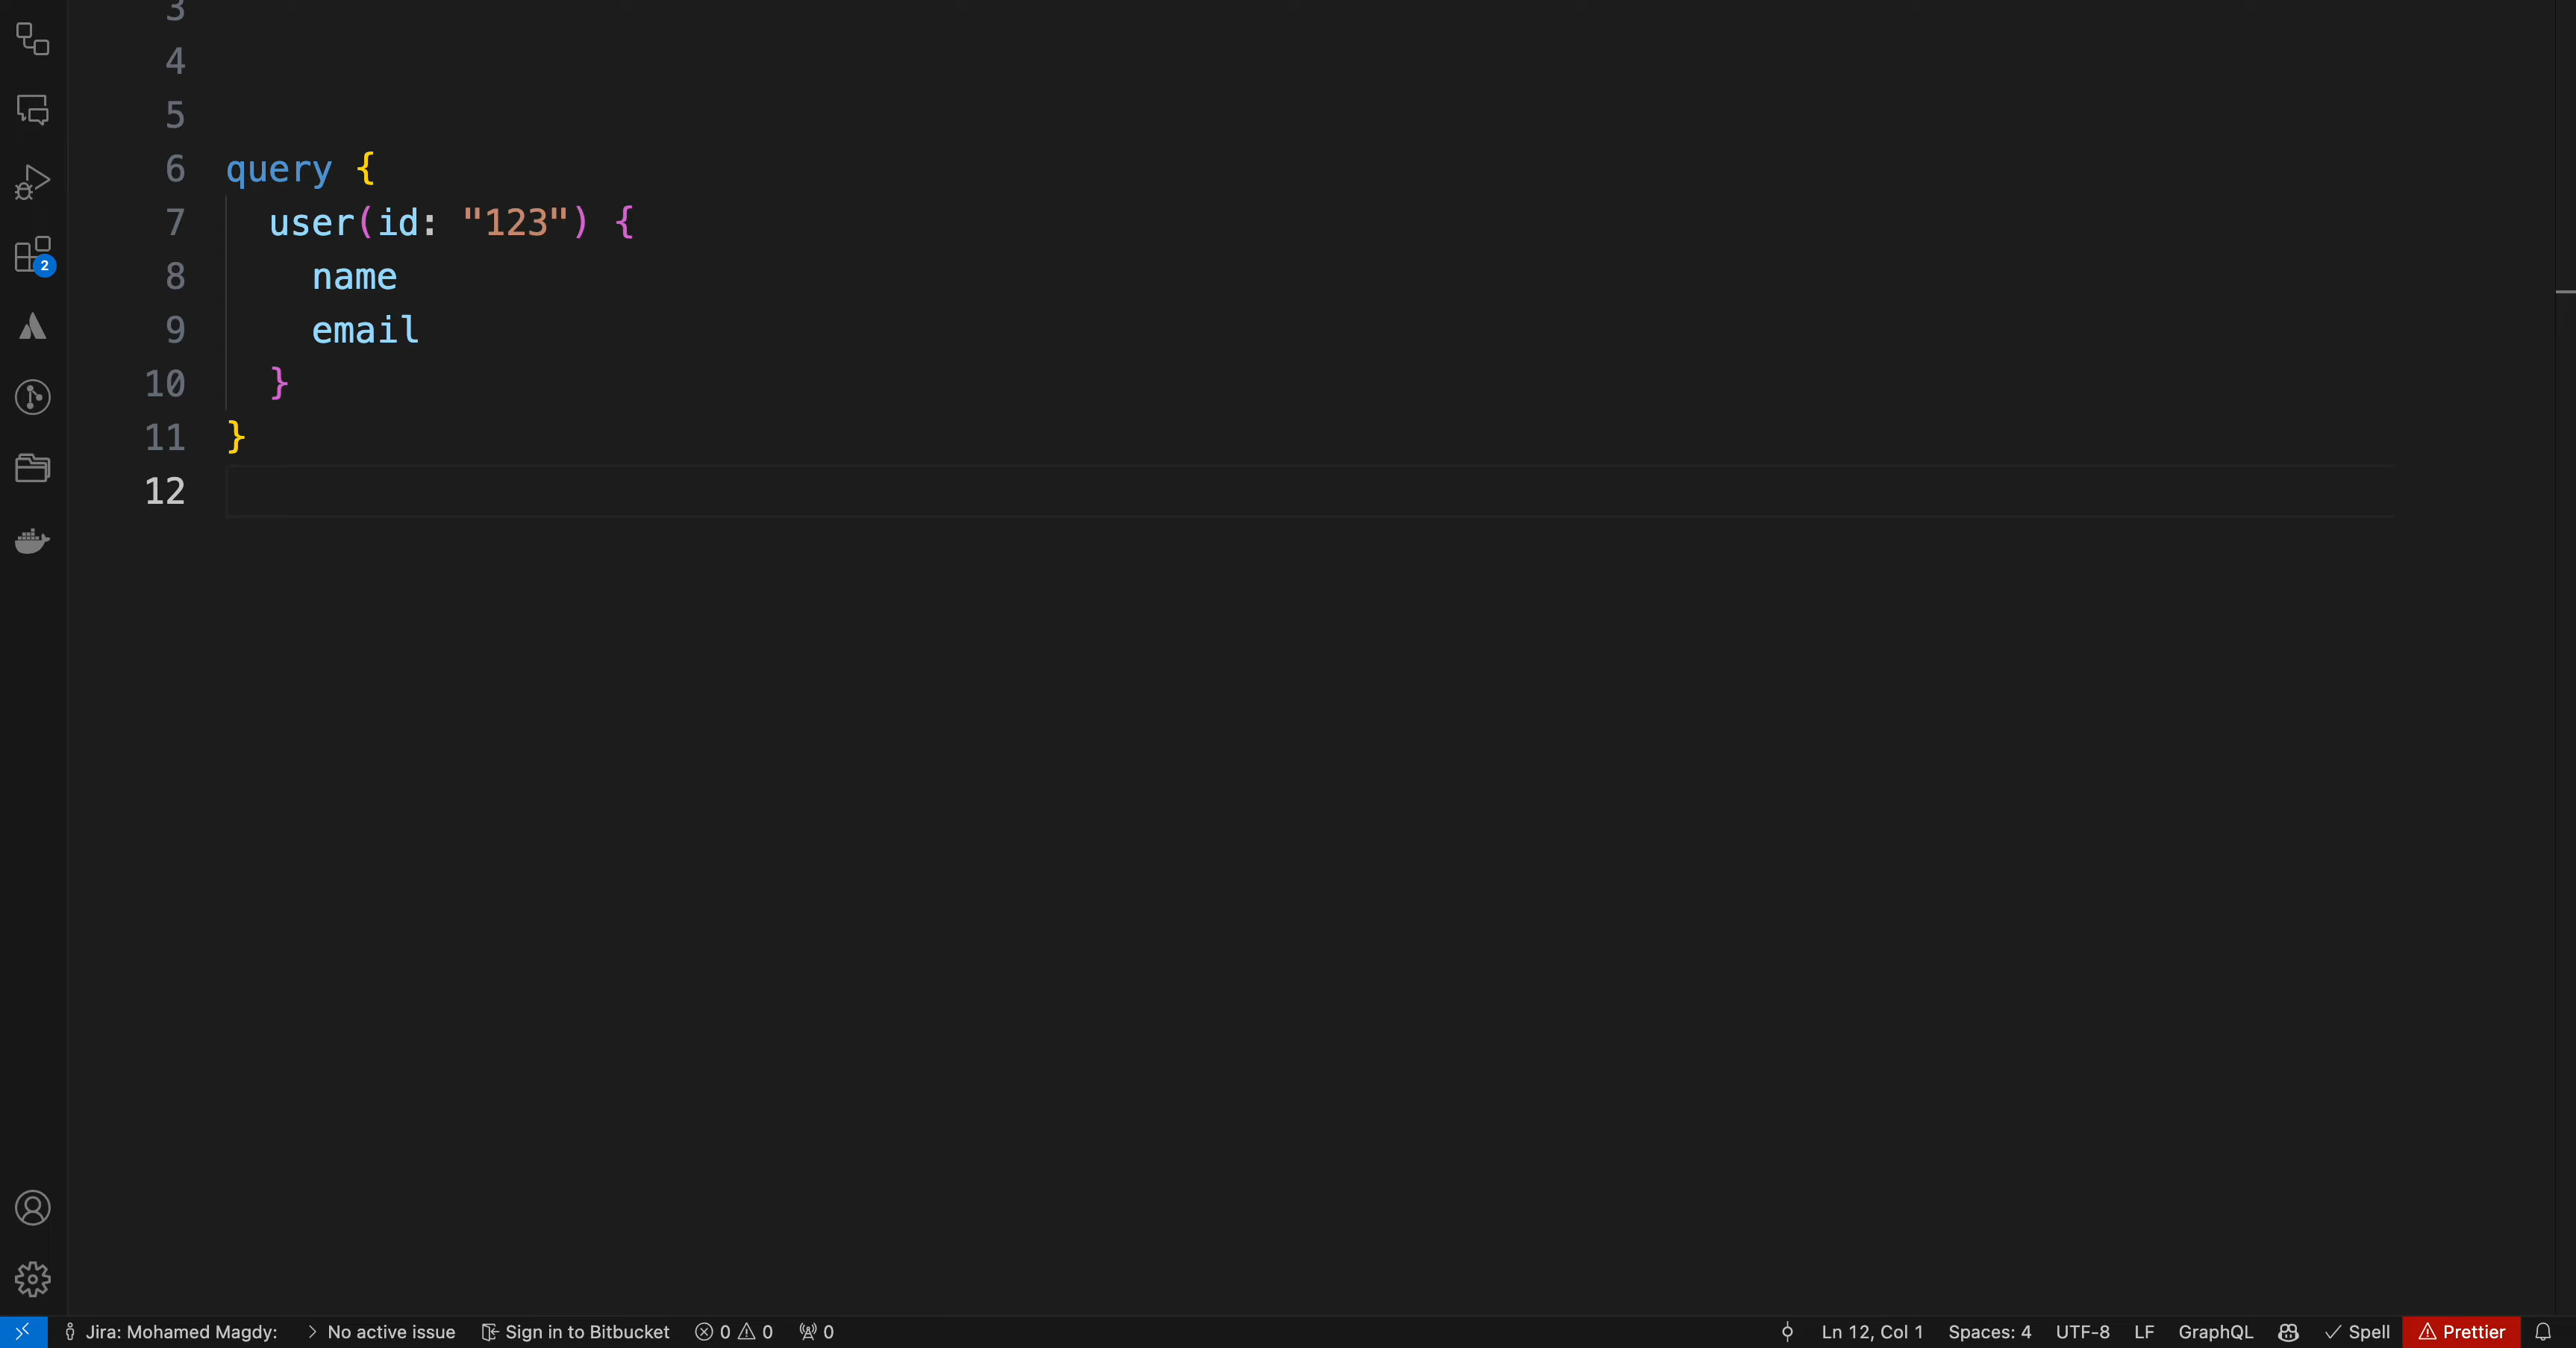 3
4
5
6 query {
7 user(id: "123") {
8 name
9 email
10 }
11 }
12
2
Jira: Mohamed Magdy: No active issue Sign in to Bitbucket 0 0 0 Ln 12, Col 1 Spaces: 4 UTF-8 LF GraphQL Spell Prettier